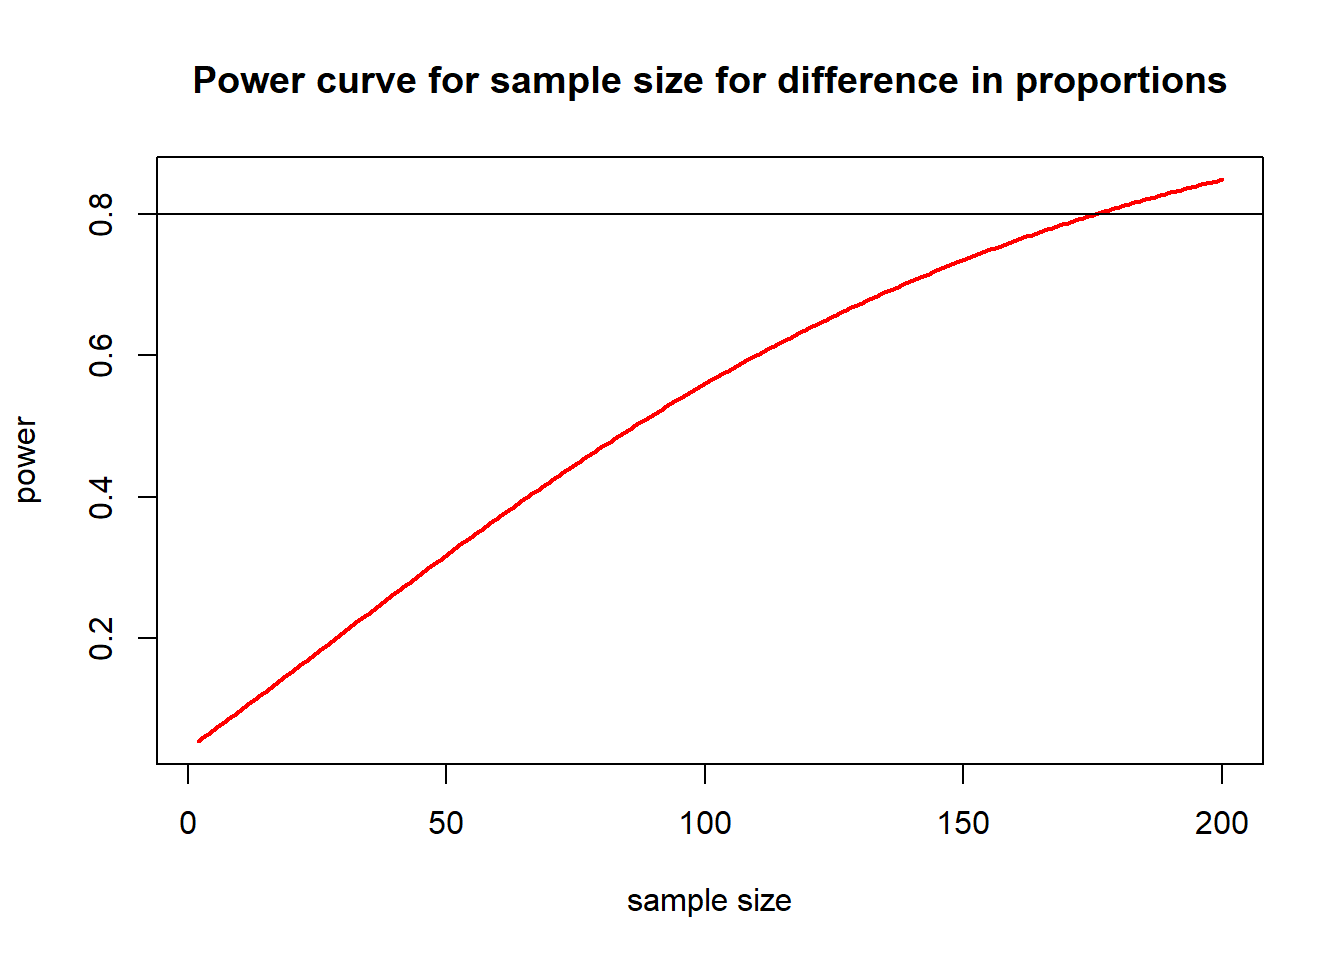 Power curve for sample size for difference in proportions
0.8
0.6
0.4
0.2
power
0 50 100 150 200
sample size